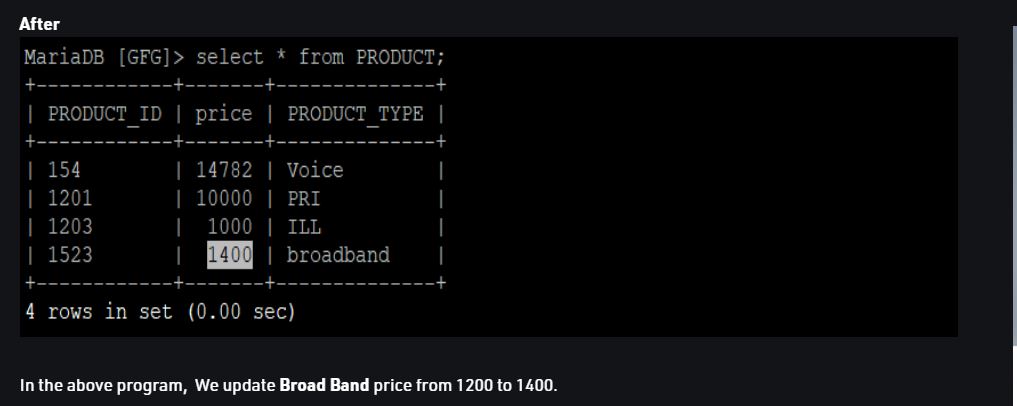 After
MariaDB [GFG]> select * from PRODUCT;
+------------+-------+--------------+
| PRODUCT_ID | price | PRODUCT_TYPE |
+------------+-------+--------------+
| 154        | 14782 | Voice        |
| 1201       | 10000 | PRI          |
| 1203       |  1000 | ILL          |
| 1523       |  1400 | broadband    |
+------------+-------+--------------+
4 rows in set (0.00 sec)
In the above program,  We update Broad Band price from 1200 to 1400.